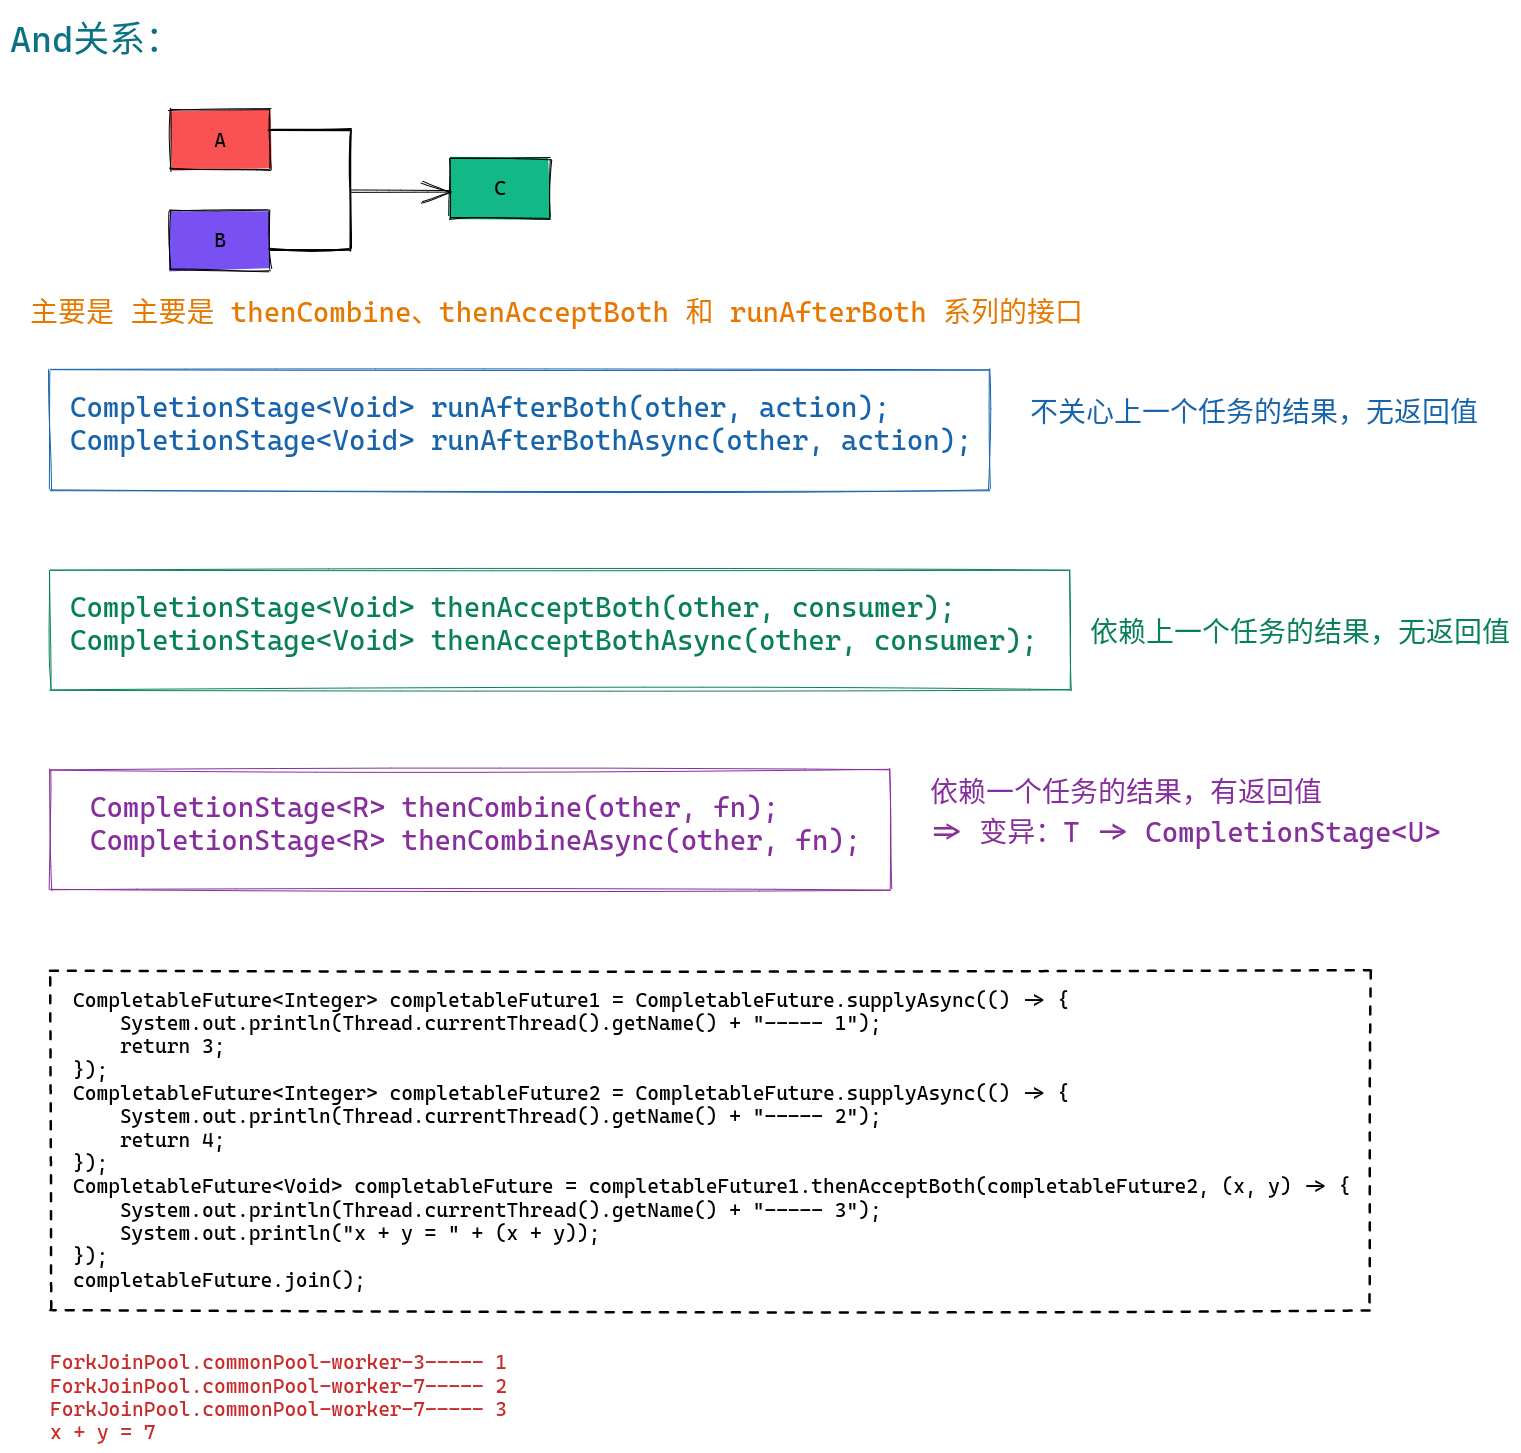 And关系：
A
B
C
主要是 主要是 thenCombine、thenAcceptBoth 和 runAfterBoth 系列的接口
CompletionStage<Void> runAfterBoth(other, action);
CompletionStage<Void> runAfterBothAsync(other, action);
不关心上一个任务的结果，无返回值
CompletionStage<Void> thenAcceptBoth(other, consumer);
CompletionStage<Void> thenAcceptBothAsync(other, consumer);
依赖上一个任务的结果，无返回值
CompletionStage<R> thenCombine(other, fn);
CompletionStage<R> thenCombineAsync(other, fn);
依赖一个任务的结果，有返回值
=> 变异：T -> CompletionStage<U>
CompletableFuture<Integer> completableFuture1 = CompletableFuture.supplyAsync(() -> {
    System.out.println(Thread.currentThread().getName() + "----- 1");
    return 3;
});
CompletableFuture<Integer> completableFuture2 = CompletableFuture.supplyAsync(() -> {
    System.out.println(Thread.currentThread().getName() + "----- 2");
    return 4;
});
CompletableFuture<Void> completableFuture = completableFuture1.thenAcceptBoth(completableFuture2, (x, y) -> {
    System.out.println(Thread.currentThread().getName() + "----- 3");
    System.out.println("x + y = " + (x + y));
});
completableFuture.join();
ForkJoinPool.commonPool-worker-3----- 1
ForkJoinPool.commonPool-worker-7----- 2
ForkJoinPool.commonPool-worker-7----- 3
x + y = 7